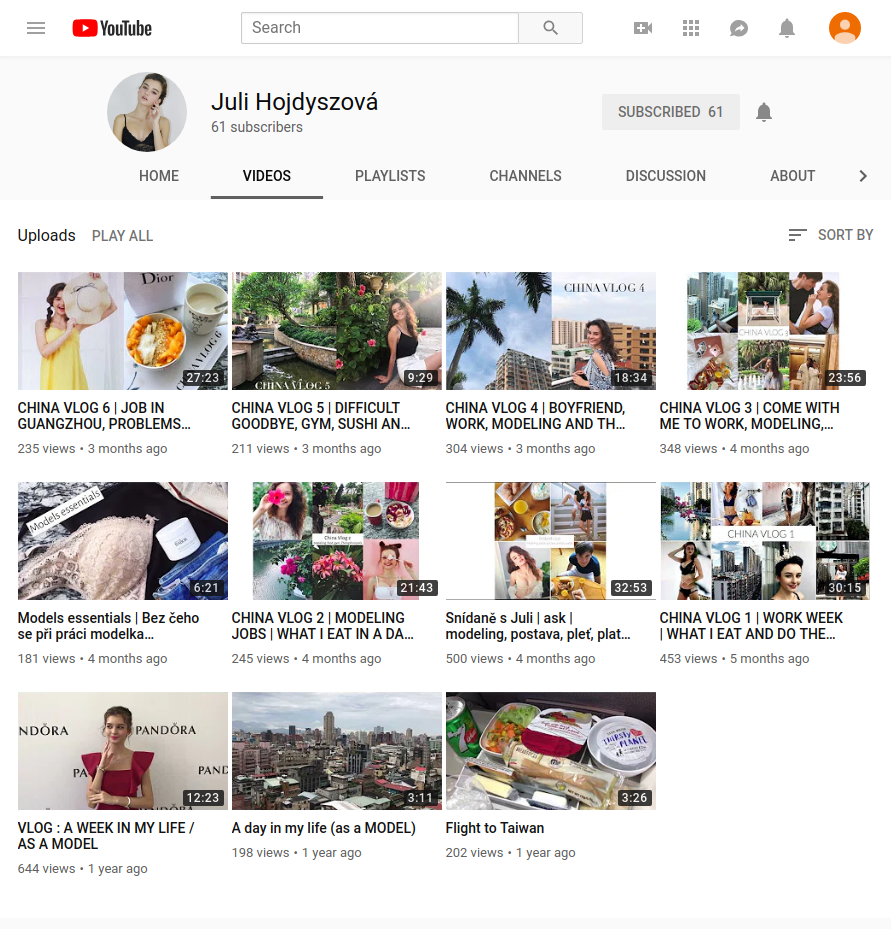 YouTube
Search
Juli Hojdyszová
61 subscribers
SUBSCRIBED 61
HOME
VIDEOS
PLAYLISTS
CHANNELS
DISCUSSION
ABOUT
Uploads
PLAY ALL
SORT BY
Dior
CHINA VLOG 6
27:23
CHINA VLOG 5
9:29
CHINA VLOG 4
18:34
CHINA VLOG 3
23:56
CHINA VLOG 6 | JOB IN
GUANGZHOU, PROBLEMS...
235 views • 3 months ago
CHINA VLOG 5 | DIFFICULT
GOODBYE, GYM, SUSHI AN...
211 views • 3 months ago
CHINA VLOG 4 | BOYFRIEND,
WORK, MODELING AND TH...
304 views • 3 months ago
CHINA VLOG 3 | COME WITH
ME TO WORK, MODELING,...
348 views • 4 months ago
Models essentials
6:21
China Vlog 2
21:43
32:53
CHINA VLOG 1
30:15
Models essentials | Bez čeho
se při práci modelka...
181 views • 4 months ago
CHINA VLOG 2 | MODELING
JOBS | WHAT I EAT IN A DA...
245 views • 4 months ago
Snídaně s Juli | ask |
modeling, postava, pleť, plat...
500 views • 4 months ago
CHINA VLOG 1 | WORK WEEK
| WHAT I EAT AND DO THE...
453 views • 5 months ago
NDÖRA
PANDÖRA
PAND
12:23
3:11
THIRSTY
PLANET
3:26
VLOG : A WEEK IN MY LIFE /
AS A MODEL
644 views • 1 year ago
A day in my life (as a MODEL)
198 views • 1 year ago
Flight to Taiwan
202 views • 1 year ago